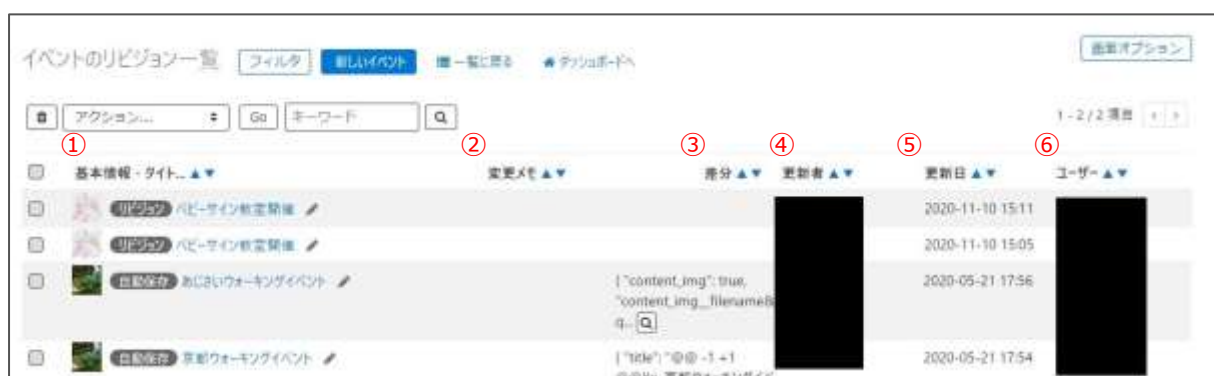 イベントのリビジョン一覧 フィルタ 新しいイベント 一覧に戻る ダッシュボードへ 画面オプション
アクション... Go キーワード 1 - 2 / 2 項目
① ② ③ ④ ⑤ ⑥
基本情報 - タイト... ▲▼ 変更メモ ▲▼ 差分 ▲▼ 更新者 ▲▼ 更新日 ▲▼ ユーザー ▲▼
リビジョン ベビーサイン教室開催 2020-11-10 15:11
リビジョン ベビーサイン教室開催 2020-11-10 15:05
自動保存 あじさいウォーキングイベント { "content_img": true, 2020-05-21 17:56
"content_img__filename&
q...
自動保存 京都ウォーキングイベント { "title": "@@ -1 +1 2020-05-21 17:54